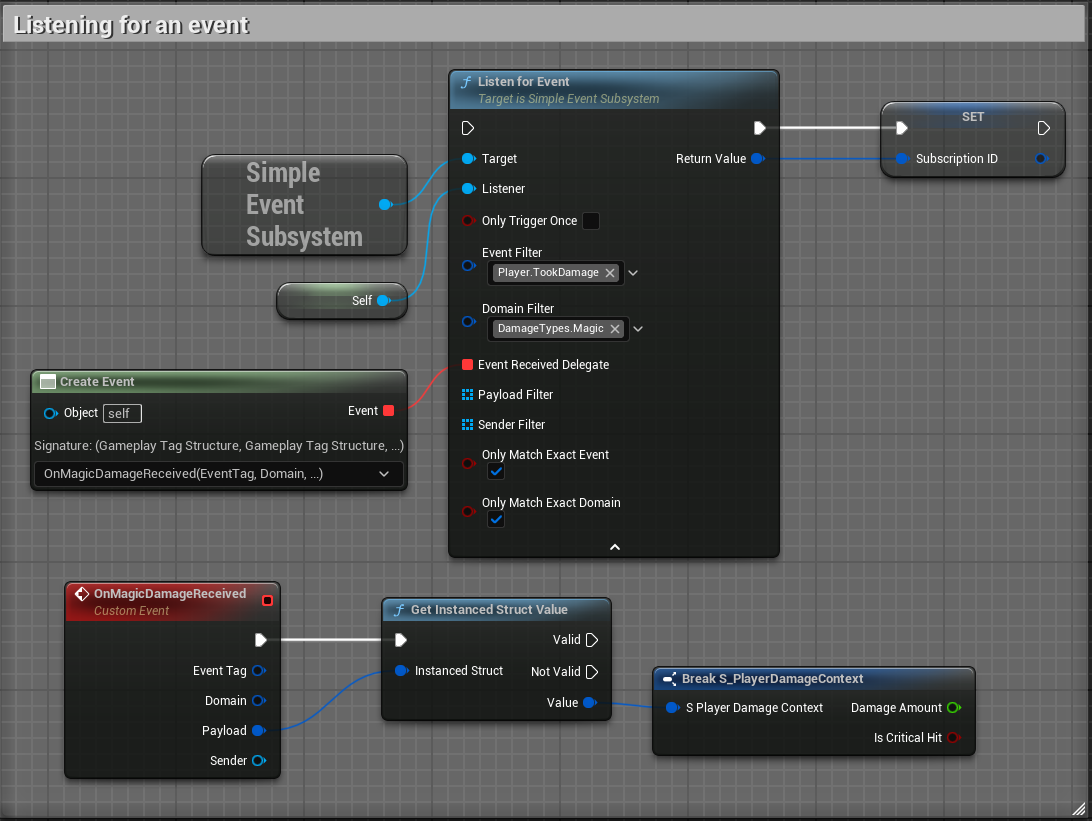 Listening for an event
Listen for Event
Target is Simple Event Subsystem
Target
Return Value
Listener
Only Trigger Once
Event Filter
Player.TookDamage
Domain Filter
DamageTypes.Magic
Event Received Delegate
Payload Filter
Sender Filter
Only Match Exact Event
Only Match Exact Domain
SET
Subscription ID
Simple
Event
Subsystem
Self
Create Event
Object self
Event
Signature: (Gameplay Tag Structure, Gameplay Tag Structure, ...)
OnMagicDamageReceived(EventTag, Domain, ...)
OnMagicDamageReceived
Custom Event
Event Tag
Domain
Payload
Sender
Get Instanced Struct Value
Valid
Instanced Struct
Not Valid
Value
Break S_PlayerDamageContext
S Player Damage Context
Damage Amount
Is Critical Hit